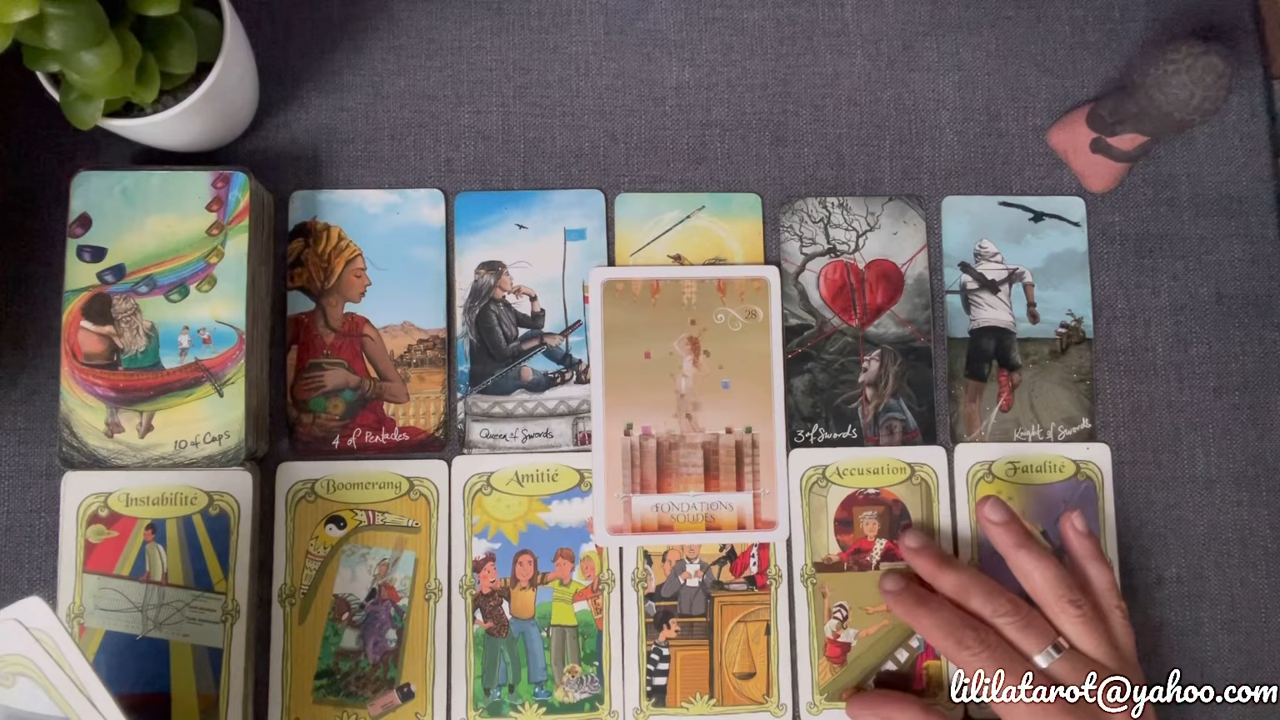 10 of Cups
4 of Pentacles
Queen of Swords
28
3 of Swords
Knight of Swords
FONDATIONS
SOLIDES
Instabilité
Boomerang
Amitié
Accusation
Fatalité
lililatarot@yahoo.com